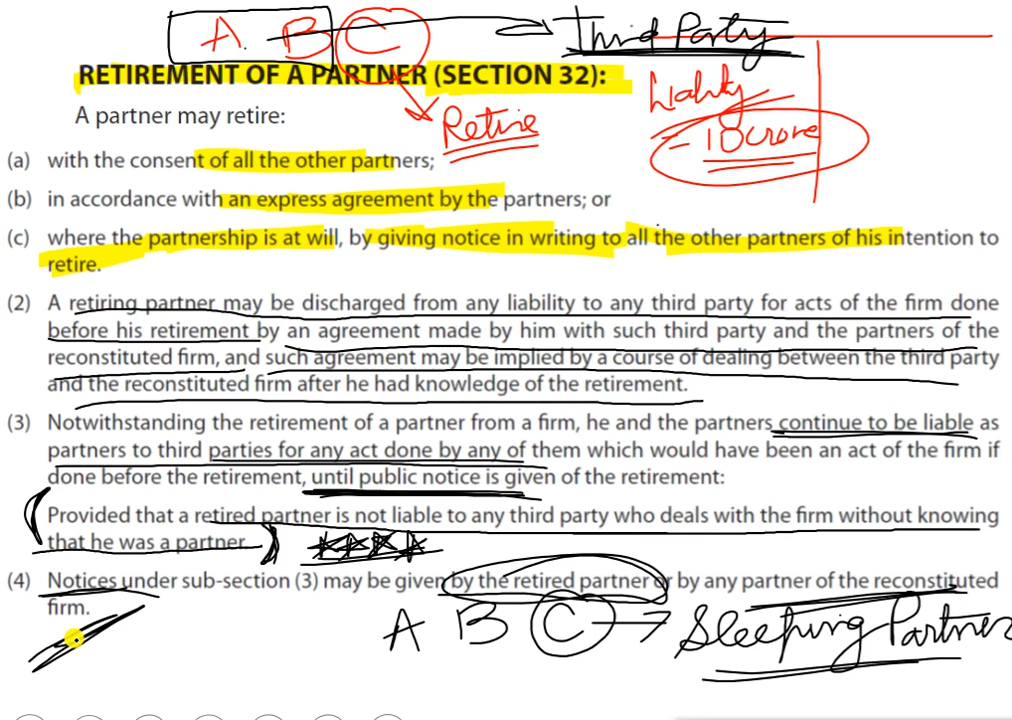 A. B C Third Party
RETIREMENT OF A PARTNER (SECTION 32):
Liability
A partner may retire:
Retire
= 10 crore
(a) with the consent of all the other partners;
(b) in accordance with an express agreement by the partners; or
(c) where the partnership is at will, by giving notice in writing to all the other partners of his intention to
retire.
(2) A retiring partner may be discharged from any liability to any third party for acts of the firm done
before his retirement by an agreement made by him with such third party and the partners of the
reconstituted firm, and such agreement may be implied by a course of dealing between the third party
and the reconstituted firm after he had knowledge of the retirement.
(3) Notwithstanding the retirement of a partner from a firm, he and the partners continue to be liable as
partners to third parties for any act done by any of them which would have been an act of the firm if
done before the retirement, until public notice is given of the retirement:
Provided that a retired partner is not liable to any third party who deals with the firm without knowing
that he was a partner.
(4) Notices under sub-section (3) may be given by the retired partner or by any partner of the reconstituted
firm.
A B C Sleeping Partner